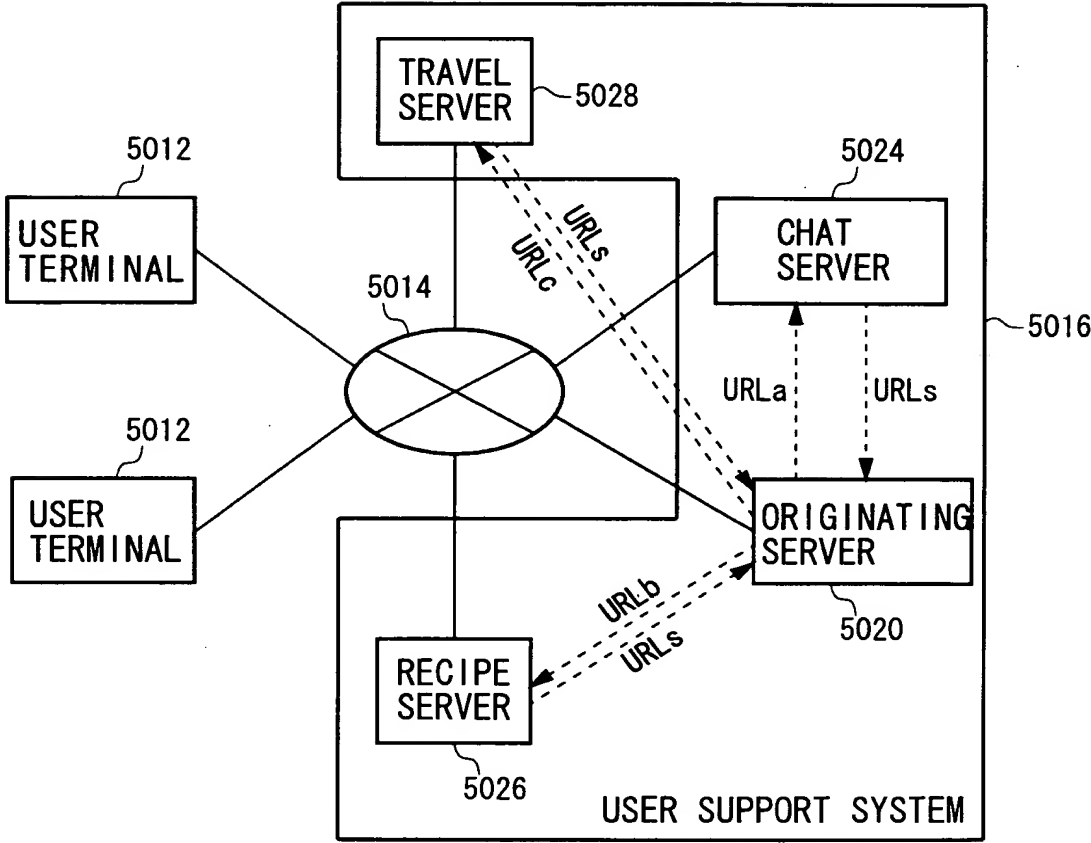 TRAVEL
SERVER
5028
5012
USER
TERMINAL
5024
CHAT
SERVER
URLs
URLc
5014
5016
URLa
URLs
5012
USER
TERMINAL
ORIGINATING
SERVER
5020
URLb
URLs
RECIPE
SERVER
5026
USER SUPPORT SYSTEM